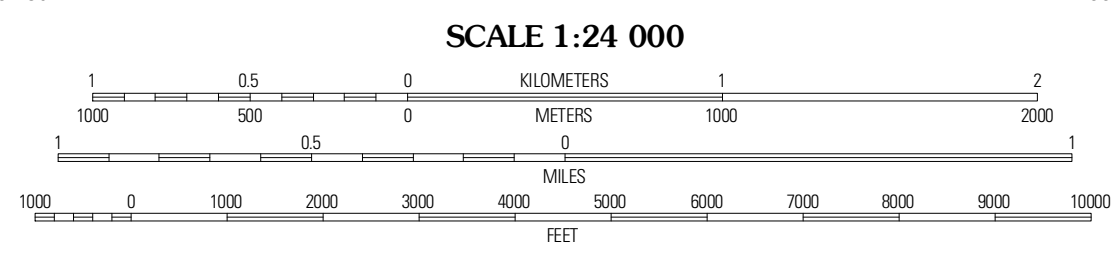 SCALE 1:24 000
1 0.5 0 KILOMETERS 1 2
1000 500 0 METERS 1000 2000
1 0.5 0 1
MILES
1000 0 1000 2000 3000 4000 5000 6000 7000 8000 9000 10000
FEET